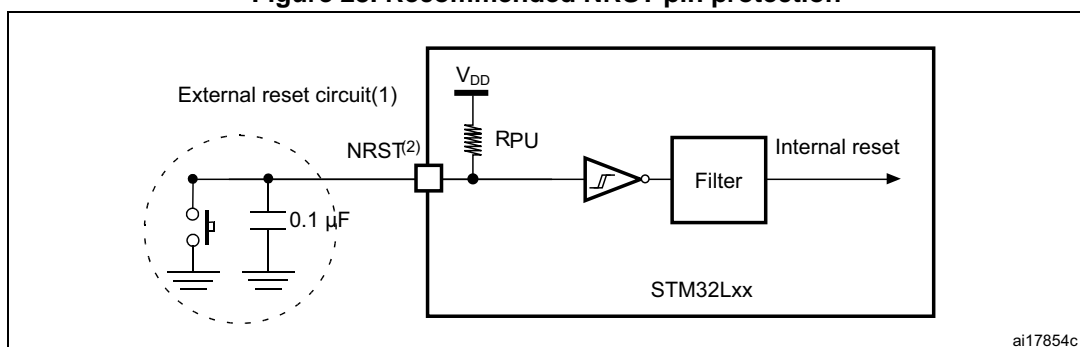 Figure 28. Recommended NRST pin protection
External reset circuit(1)
VDD
NRST(2)
RPU
Internal reset
Filter
0.1 µF
STM32Lxx
ai17854c